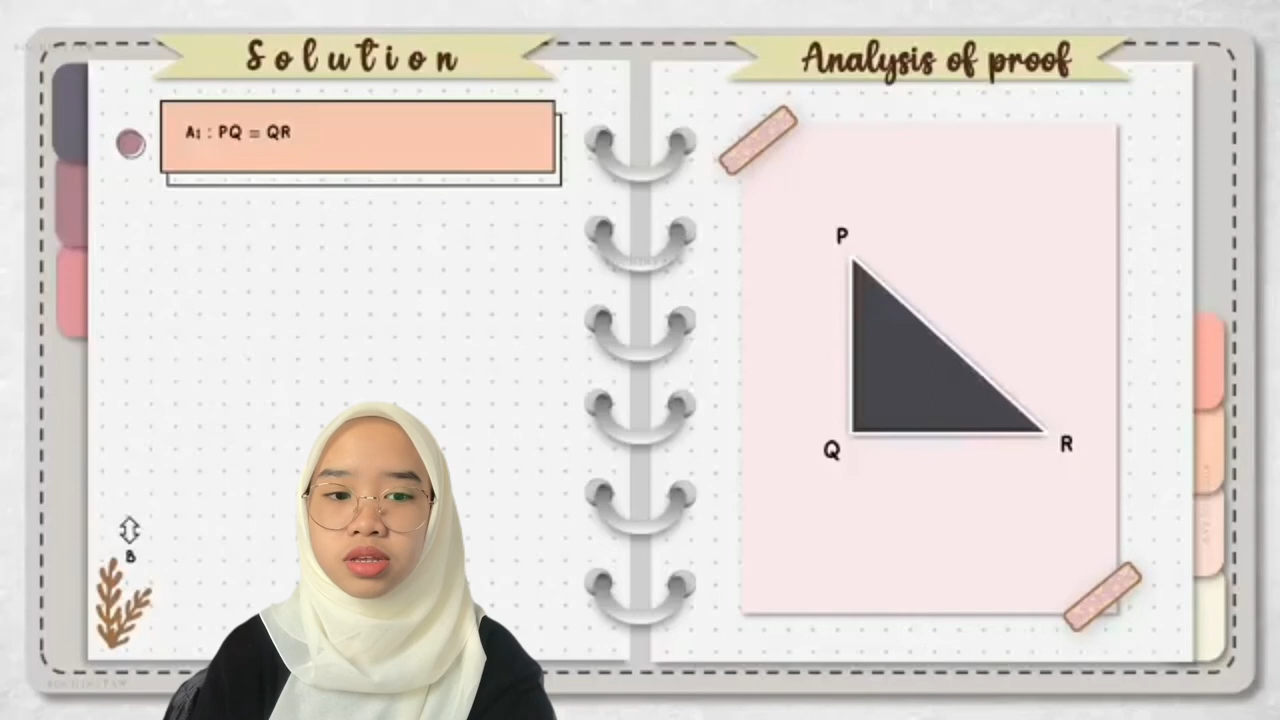 Solution
Analysis of proof
A1 : PQ = QR
P
Q
R
B